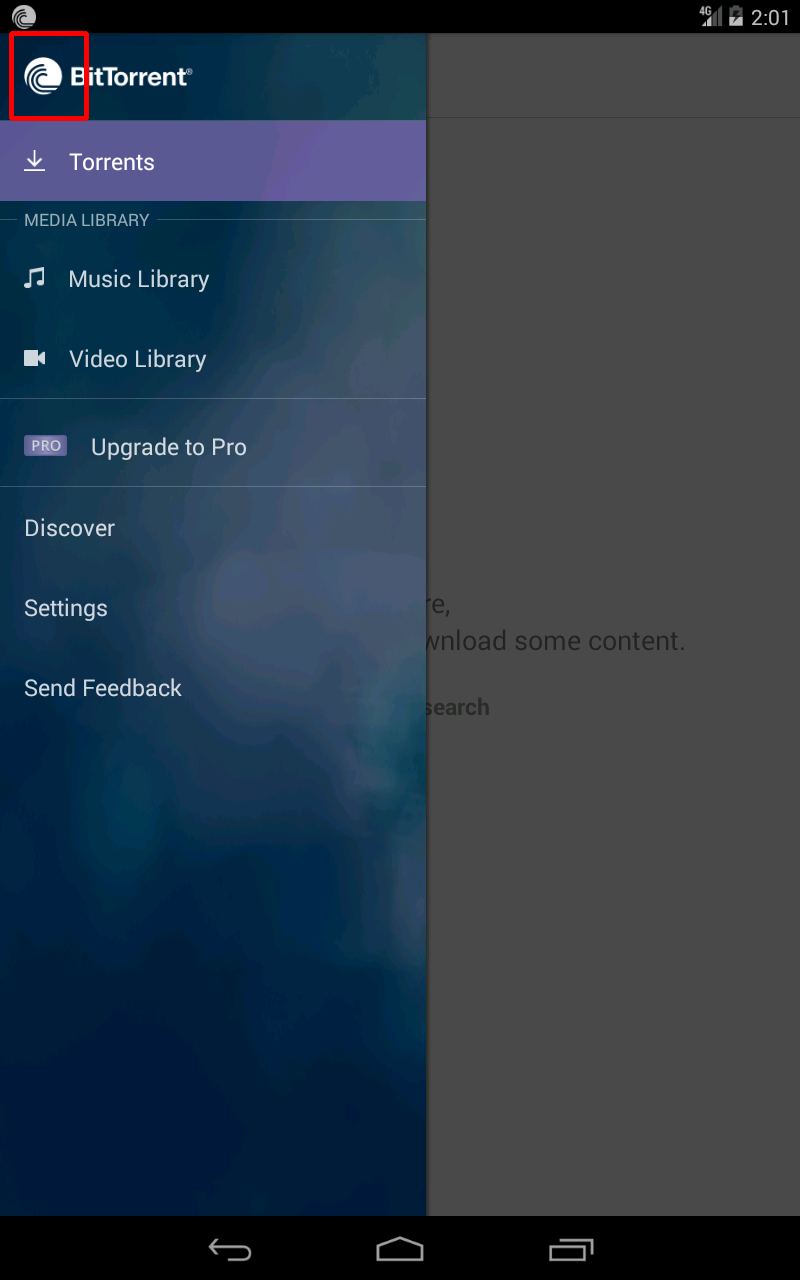 4G 2:01
BitTorrent®
Torrents
MEDIA LIBRARY
Music Library
Video Library
PRO Upgrade to Pro
Discover
re,
Settings
wnload some content.
Send Feedback
search